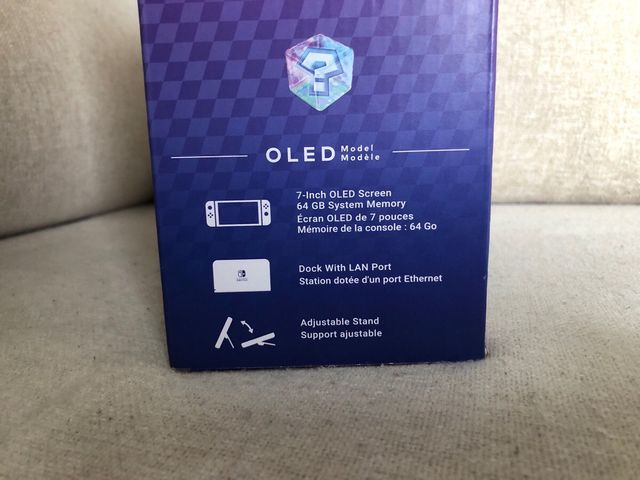 OLED Model
Modèle
7-Inch OLED Screen
64 GB System Memory
Écran OLED de 7 pouces
Mémoire de la console : 64 Go
Dock With LAN Port
Station dotée d'un port Ethernet
Adjustable Stand
Support ajustable